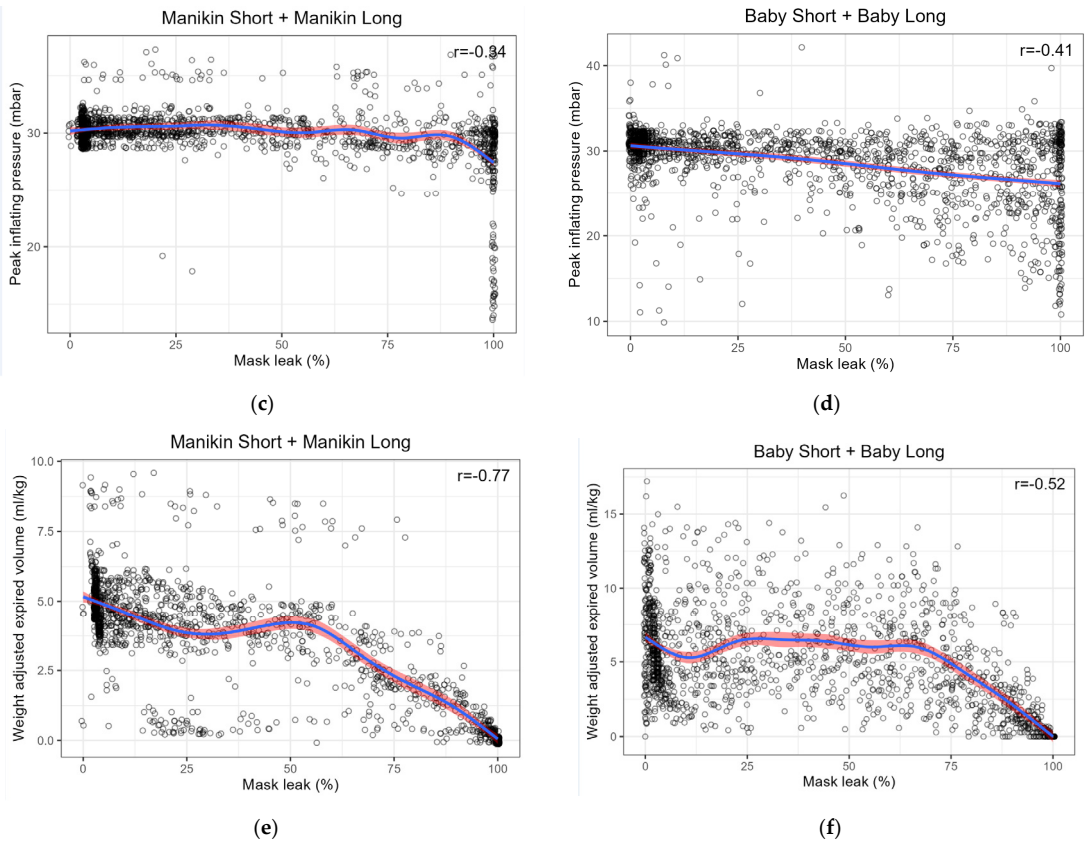 Manikin Short + Manikin Long
r=-0.34
Peak inflating pressure (mbar)
30
20
0
25
50
75
100
Mask leak (%)
(c)
Baby Short + Baby Long
r=-0.41
Peak inflating pressure (mbar)
40
30
20
10
0
25
50
75
100
Mask leak (%)
(d)
Manikin Short + Manikin Long
r=-0.77
Weight adjusted expired volume (ml/kg)
10.0
7.5
5.0
2.5
0.0
0
25
50
75
100
Mask leak (%)
(e)
Baby Short + Baby Long
r=-0.52
Weigh adjusted expired volume (ml/kg)
15
10
5
0
0
25
50
75
100
Mask leak (%)
(f)